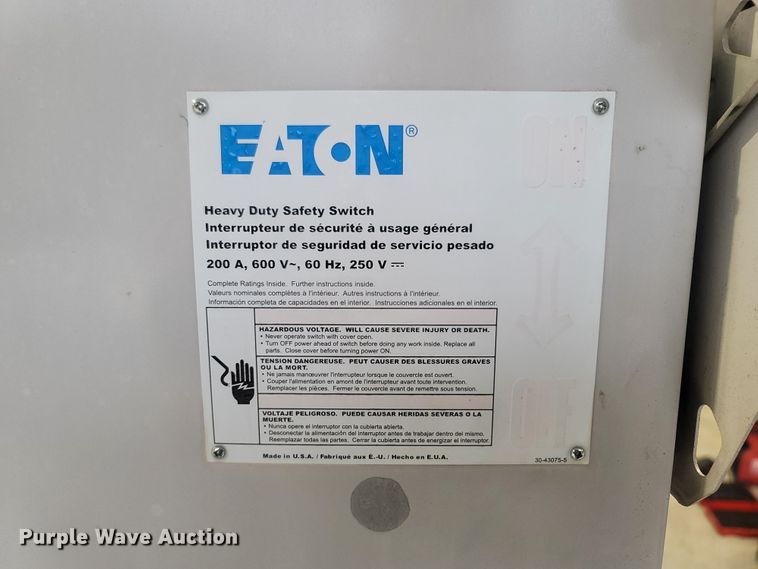 EATON®
ON
Heavy Duty Safety Switch
Interrupteur de sécurité à usage général
Interruptor de seguridad de servicio pesado
200 A, 600 V~, 60 Hz, 250 V ⎓
Complete Ratings Inside. Further instructions inside.
Valeurs nominales complètes à l'intérieur. Autres instructions à l'intérieur.
Información completa de capacidades en el interior. Instrucciones adicionales en el interior.
HAZARDOUS VOLTAGE. WILL CAUSE SEVERE INJURY OR DEATH.
• Never operate switch with cover open.
• Turn OFF power ahead of switch before doing any work inside. Replace all
parts. Close cover before turning power ON.
TENSION DANGEREUSE. PEUT CAUSER DES BLESSURES GRAVES
OU LA MORT.
• Ne jamais manœuvrer l'interrupteur lorsque le couvercle est ouvert.
• Couper l'alimentation en amont de l'interrupteur avant toute intervention.
Remplacer les pièces. Fermer le couvercle avant de remettre sous tension.
VOLTAJE PELIGROSO. PUEDE CAUSAR HERIDAS SEVERAS O LA
MUERTE.
• Nunca opere el interruptor con la cubierta abierta.
• Desconectar la alimentación del interruptor antes de trabajar dentro del mismo.
Reemplazar todas las partes. Cerrar la cubierta antes de energizar el interruptor.
OFF
Made in U.S.A. / Fabriqué aux É.-U. / Hecho en E.U.A.
30-43075-5
Purple Wave Auction